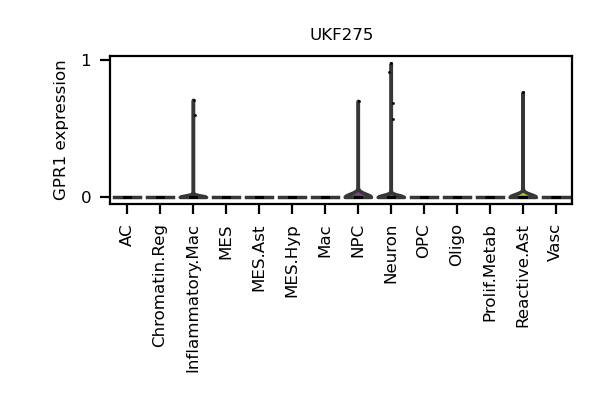 UKF275
GPR1 expression
1
0
AC
Chromatin.Reg
Inflammatory.Mac
MES
MES.Ast
MES.Hyp
Mac
NPC
Neuron
OPC
Oligo
Prolif.Metab
Reactive.Ast
Vasc